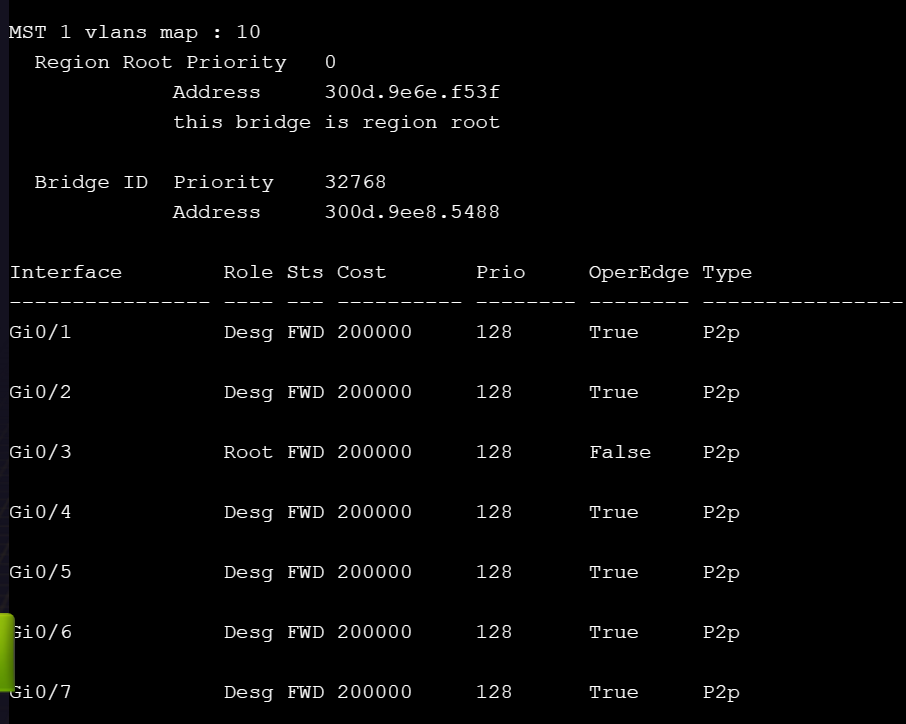 MST 1 vlans map : 10
Region Root Priority 0
Address 300d.9e6e.f53f
this bridge is region root
Bridge ID Priority 32768
Address 300d.9ee8.5488
Interface Role Sts Cost Prio OperEdge Type
---------------- ---- --- ---------- -------- -------- ----------------
Gi0/1 Desg FWD 200000 128 True P2p
Gi0/2 Desg FWD 200000 128 True P2p
Gi0/3 Root FWD 200000 128 False P2p
Gi0/4 Desg FWD 200000 128 True P2p
Gi0/5 Desg FWD 200000 128 True P2p
Gi0/6 Desg FWD 200000 128 True P2p
Gi0/7 Desg FWD 200000 128 True P2p